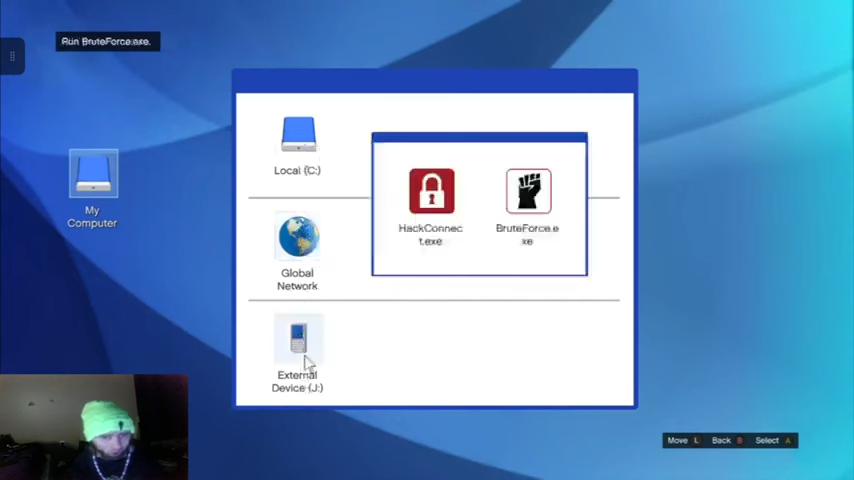 Run BruteForce.exe.
Local (C:)
HackConnec
t.exe
BruteForce.e
xe
My
Computer
Global
Network
External
Device (J:)
Move L Back B Select A